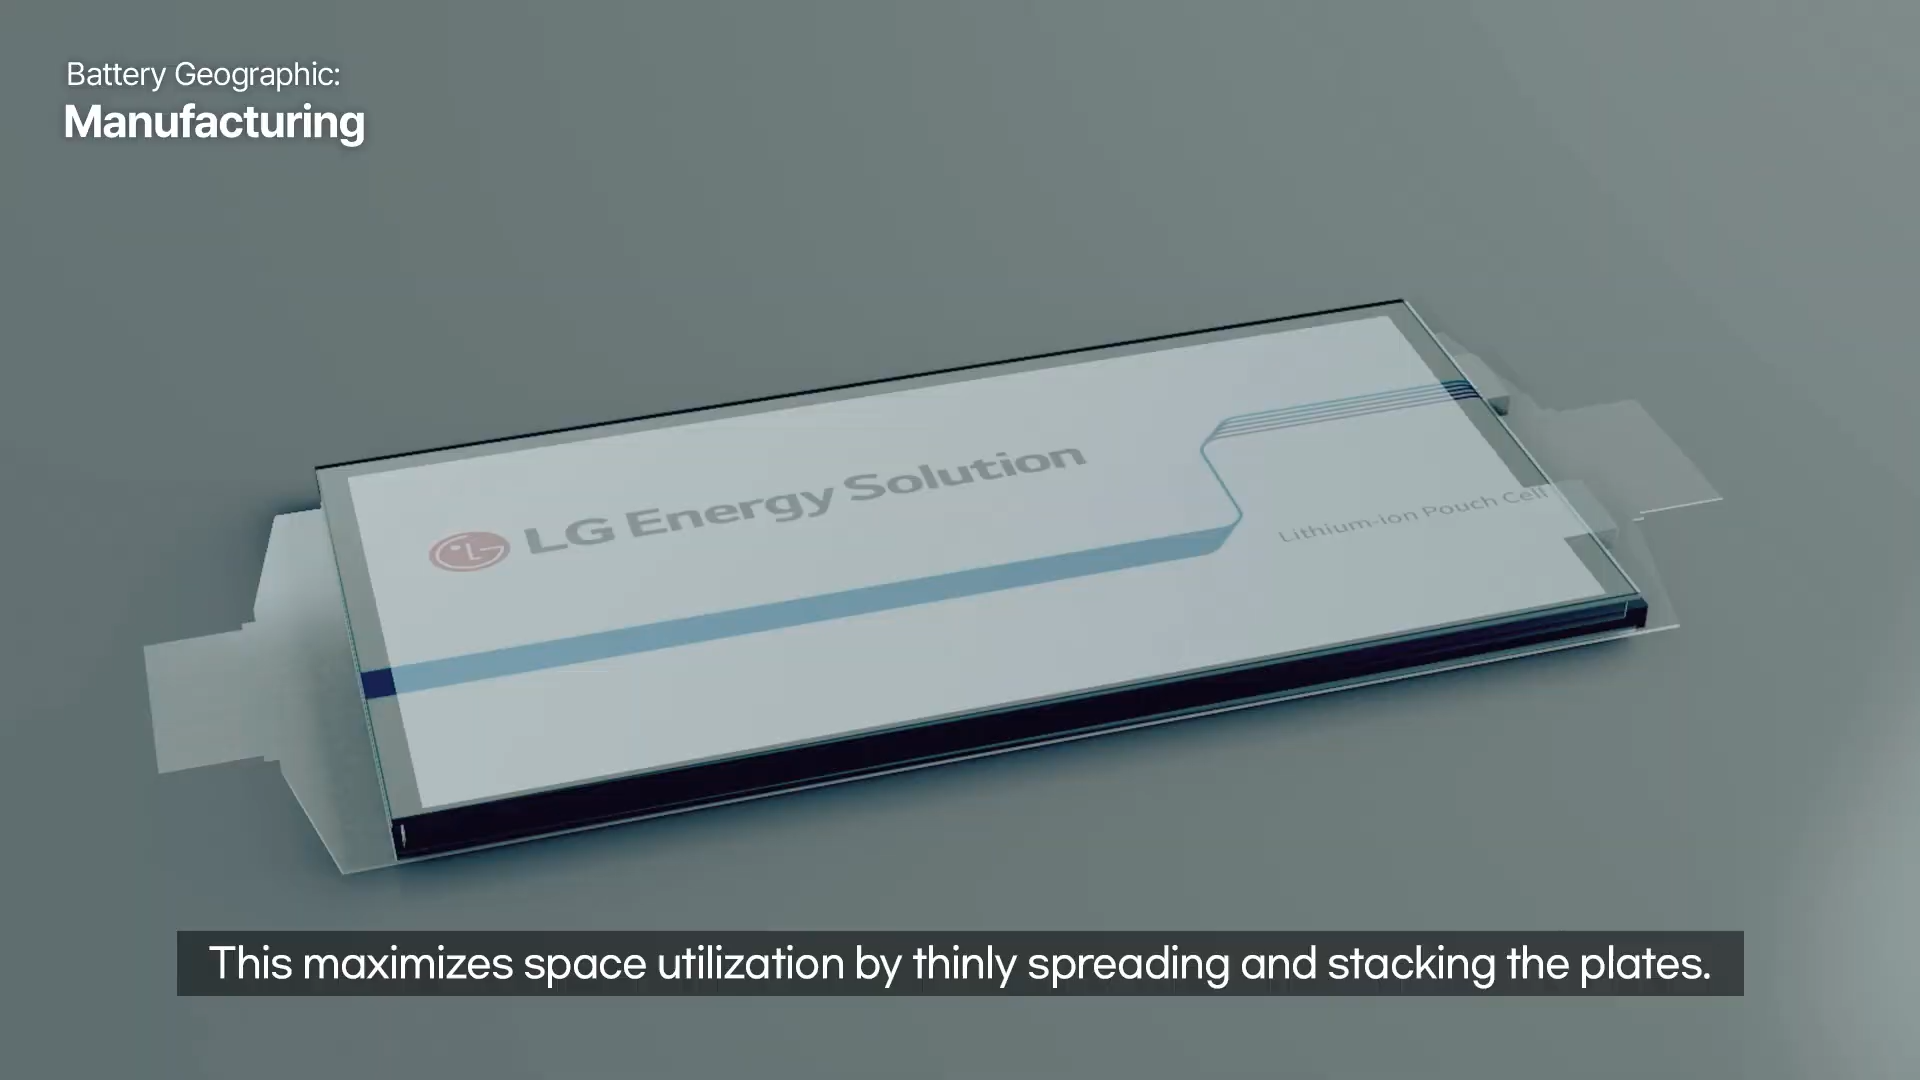 Battery Geographic:
Manufacturing
LG Energy Solution
Lithium-ion Pouch Cell
This maximizes space utilization by thinly spreading and stacking the plates.